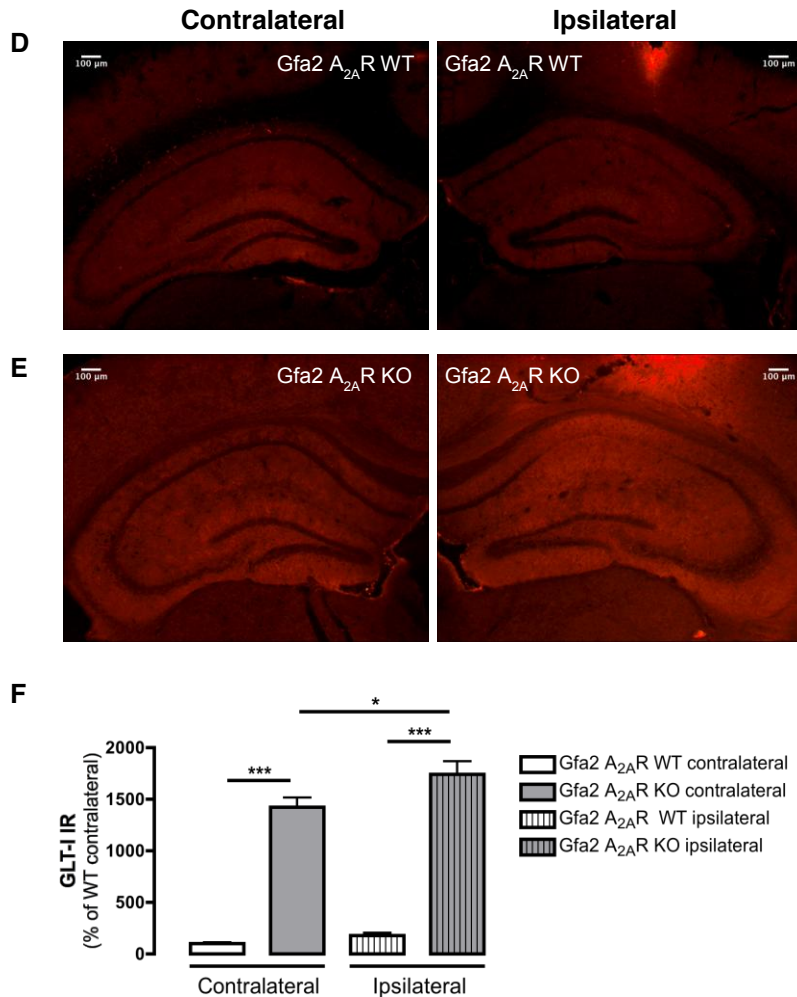 Contralateral Ipsilateral
D
100 µm Gfa2 A2AR WT Gfa2 A2AR WT 100 µm
E
100 µm Gfa2 A2AR KO Gfa2 A2AR KO 100 µm
F
*
*** ***
2000
1500
1000
500
0
GLT-I IR
(% of WT contralateral)
Contralateral Ipsilateral
Gfa2 A2AR WT contralateral
Gfa2 A2AR KO contralateral
Gfa2 A2AR WT ipsilateral
Gfa2 A2AR KO ipsilateral